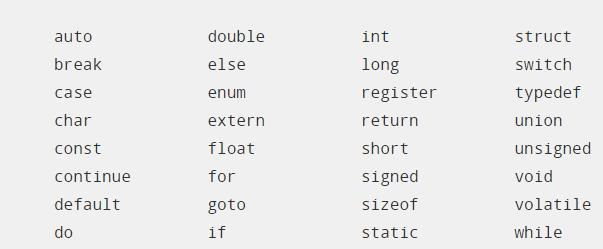 auto double int struct
break else long switch
case enum register typedef
char extern return union
const float short unsigned
continue for signed void
default goto sizeof volatile
do if static while